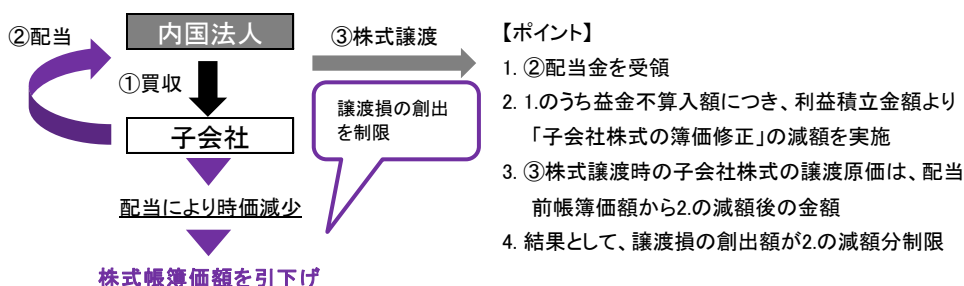 ②配当
内国法人
③株式譲渡
①買収
子会社
譲渡損の創出
を制限
配当により時価減少
株式帳簿価額を引下げ
【ポイント】
1. ②配当金を受領
2. 1.のうち益金不算入額につき、利益積立金額より
「子会社株式の簿価修正」の減額を実施
3. ③株式譲渡時の子会社株式の譲渡原価は、配当
前帳簿価額から2.の減額後の金額
4. 結果として、譲渡損の創出額が2.の減額分制限